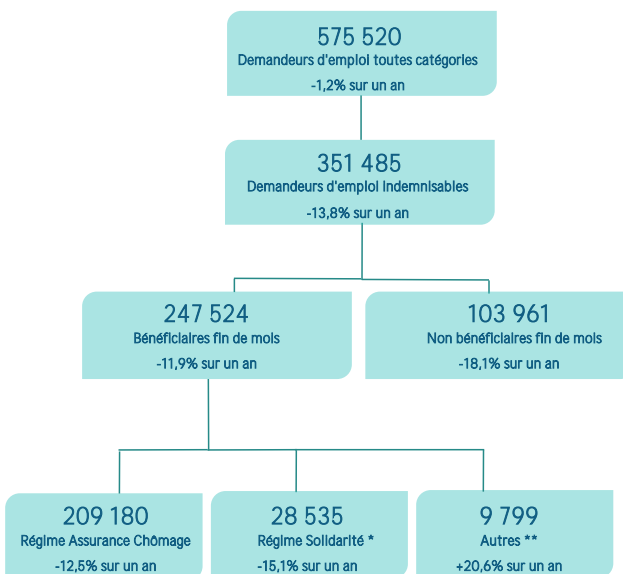 575 520
Demandeurs d'emploi toutes catégories
-1,2% sur un an
351 485
Demandeurs d'emploi Indemnisables
-13,8% sur un an
247 524
Bénéficiaires fin de mois
-11,9% sur un an
103 961
Non bénéficiaires fin de mois
-18,1% sur un an
209 180
Régime Assurance Chômage
-12,5% sur un an
28 535
Régime Solidarité *
-15,1% sur un an
9 799
Autres **
+20,6% sur un an